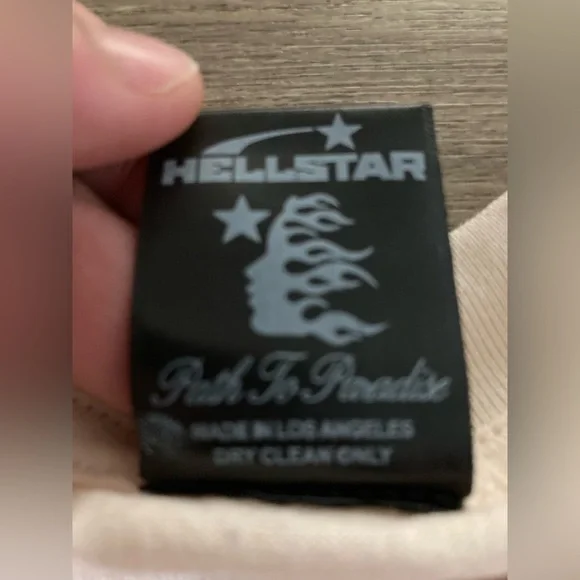 HELLSTAR
Path To Paradise
MADE IN LOS ANGELES
DRY CLEAN ONLY